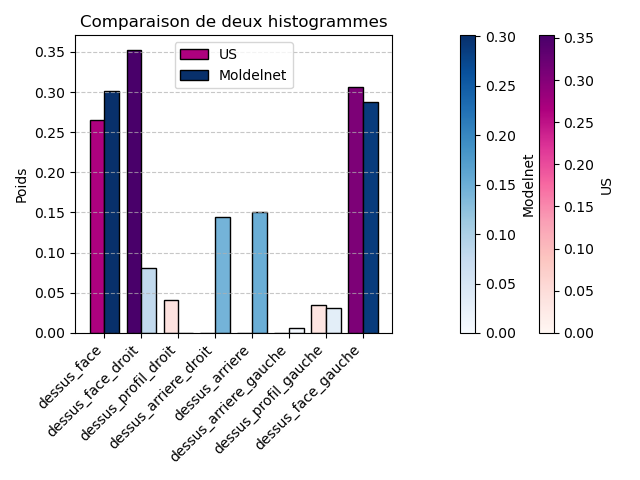 Comparaison de deux histogrammes
US
Moldelnet
Poids
0.35
0.30
0.25
0.20
0.15
0.10
0.05
0.00
dessus_face
dessus_face_droit
dessus_profil_droit
dessus_arriere_droit
dessus_arriere
dessus_arriere_gauche
dessus_profil_gauche
dessus_face_gauche
0.30
0.25
0.20
0.15
0.10
0.05
0.00
Modelnet
0.35
0.30
0.25
0.20
0.15
0.10
0.05
0.00
US